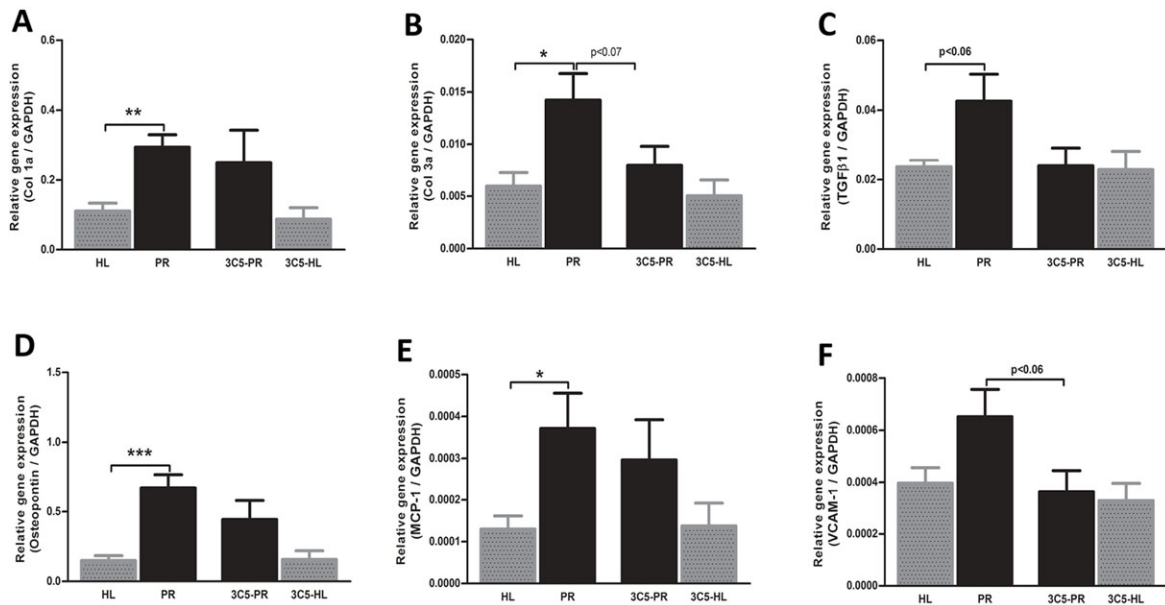 A
Relative gene expression
(Col 1a / GAPDH)
0.6
0.4
0.2
0.0
**
HL PR 3C5-PR 3C5-HL
B
Relative gene expression
(Col 3a / GAPDH)
0.020
0.015
0.010
0.005
0.000
* p<0.07
HL PR 3C5-PR 3C5-HL
C
Relative gene expression
(TGFβ1 / GAPDH)
0.06
0.04
0.02
0.00
p<0.06
HL PR 3C5-PR 3C5-HL
D
Relative gene expression
(Osteopontin / GAPDH)
1.5
1.0
0.5
0.0
***
HL PR 3C5-PR 3C5-HL
E
Relative gene expression
(MCP-1 / GAPDH)
0.0005
0.0004
0.0003
0.0002
0.0001
0.0000
*
HL PR 3C5-PR 3C5-HL
F
Relative gene expression
(VCAM-1 / GAPDH)
0.0008
0.0006
0.0004
0.0002
0.0000
p<0.06
HL PR 3C5-PR 3C5-HL